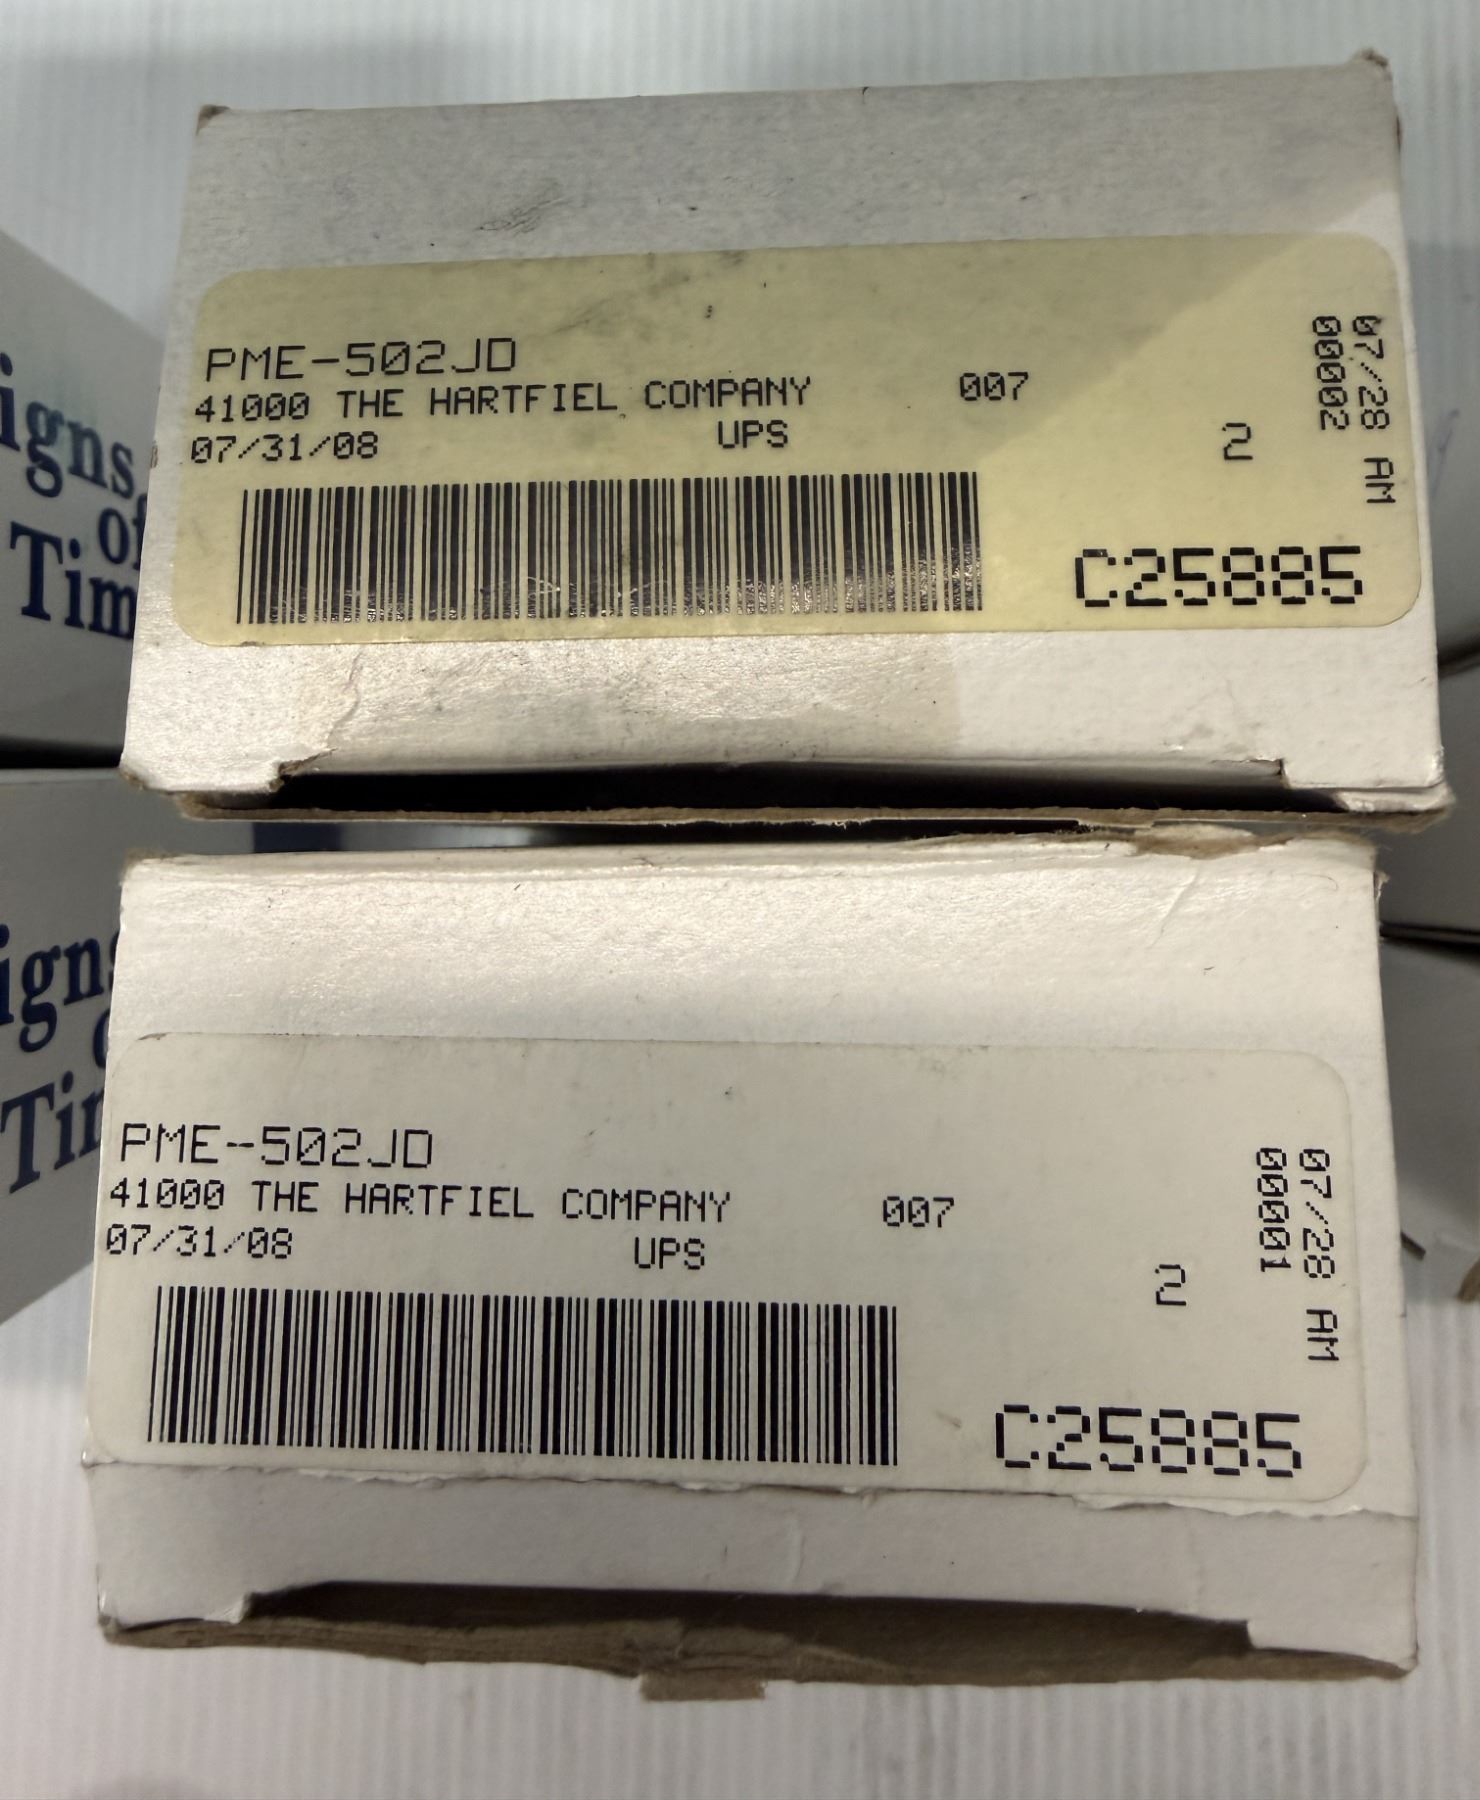 PME-502JD
41000 THE HARTFIEL COMPANY 007
07/31/08 UPS
2
C25885
07/28 AM
00002
igns
of
Tim
PME-502JD
41000 THE HARTFIEL COMPANY 007
07/31/08 UPS
2
C25885
07/28 AM
00001
igns
Tim